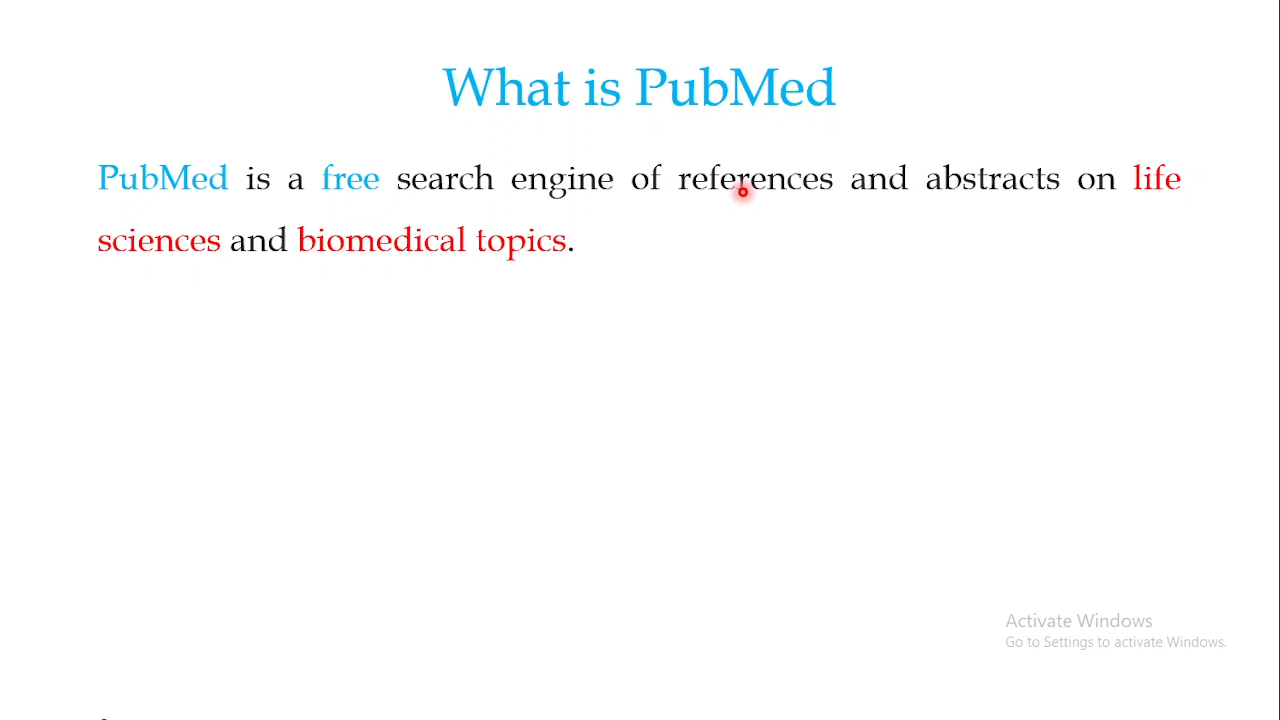 What is PubMed
PubMed is a free search engine of references and abstracts on life
sciences and biomedical topics.
Activate Windows
Go to Settings to activate Windows.